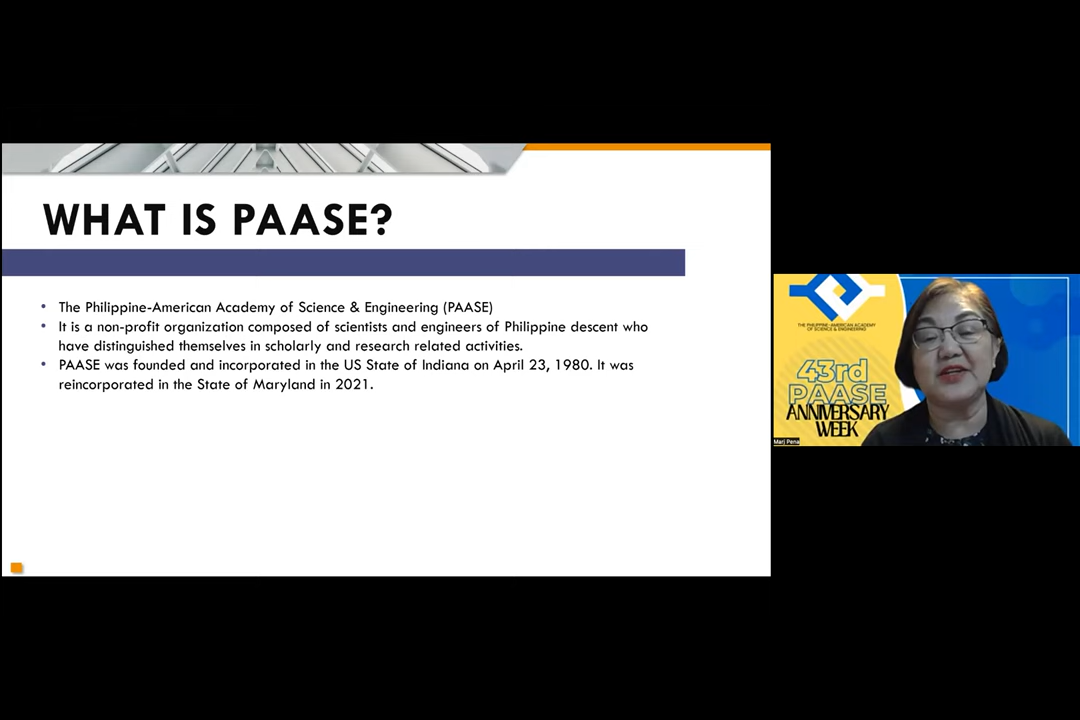 WHAT IS PAASE?
• The Philippine-American Academy of Science & Engineering (PAASE)
• It is a non-profit organization composed of scientists and engineers of Philippine descent who
have distinguished themselves in scholarly and research related activities.
• PAASE was founded and incorporated in the US State of Indiana on April 23, 1980. It was
reincorporated in the State of Maryland in 2021.
THE PHILIPPINE-AMERICAN ACADEMY
OF SCIENCE & ENGINEERING
43rd
PAASE
ANNIVERSARY
WEEK
Marj Pena